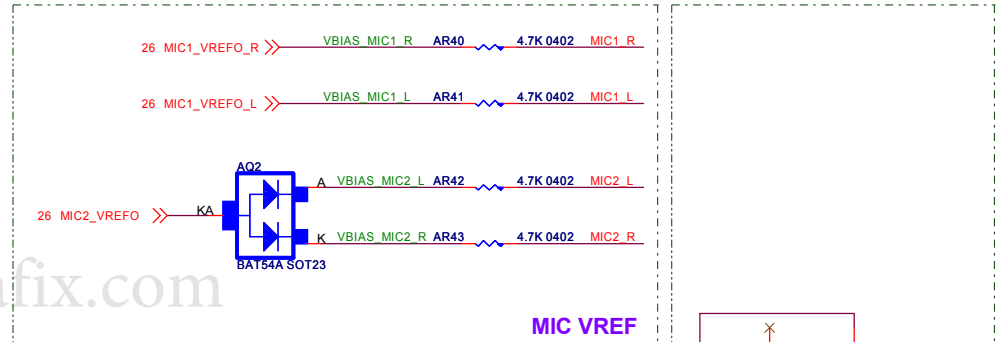 26 MIC1_VREFO_R VBIAS_MIC1_R AR40 4.7K 0402 MIC1_R
26 MIC1_VREFO_L VBIAS_MIC1_L AR41 4.7K 0402 MIC1_L
AQ2
A VBIAS_MIC2_L AR42 4.7K 0402 MIC2_L
26 MIC2_VREFO KA
K VBIAS_MIC2_R AR43 4.7K 0402 MIC2_R
BAT54A SOT23
afix.com
MIC VREF